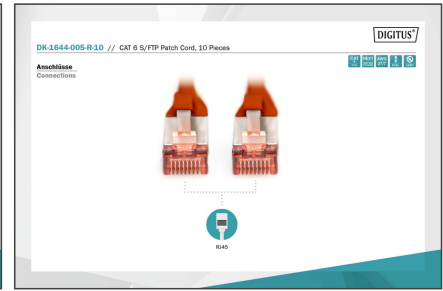 DIGITUS®
DK-1644-005-R-10 // CAT 6 S/FTP Patch Cord, 10 Pieces
Anschlüsse
Connections
RJ45